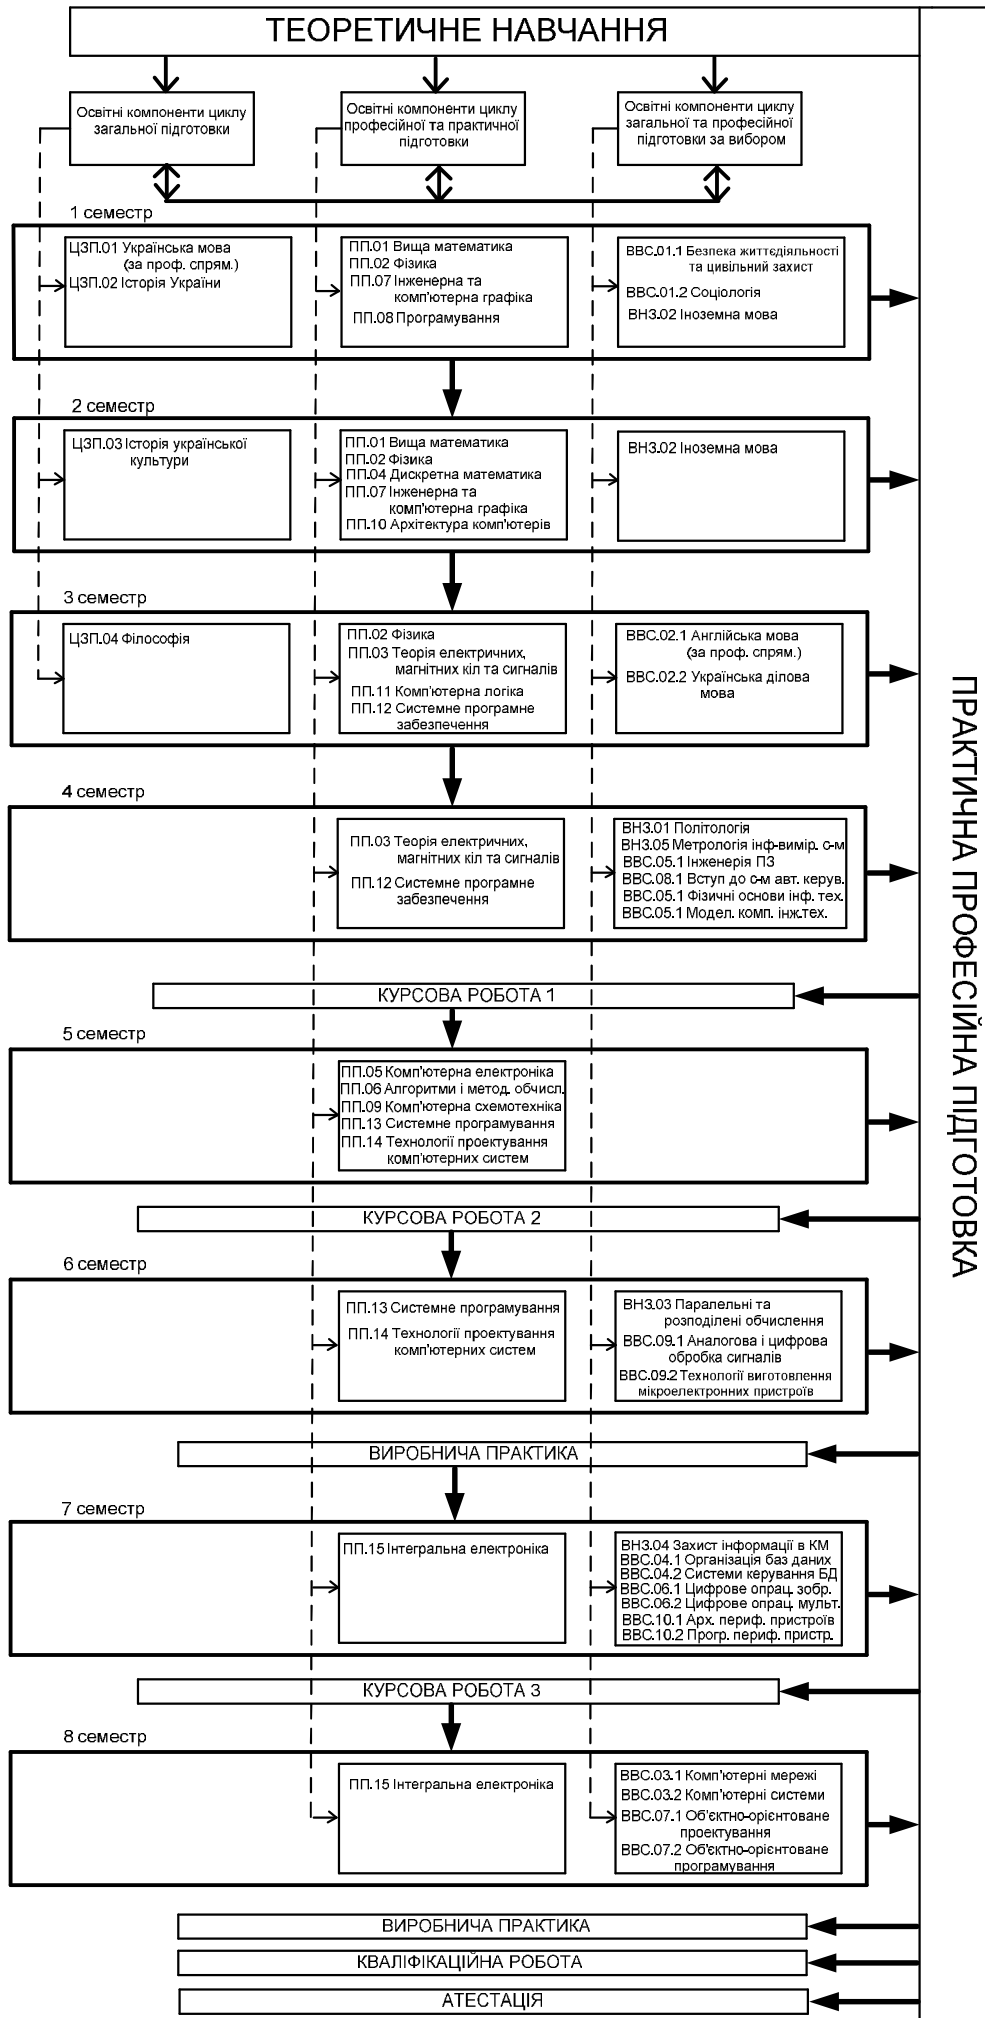 ТЕОРЕТИЧНЕ НАВЧАННЯ
Освітні компоненти циклу
загальної підготовки
Освітні компоненти циклу
професійної та практичної
підготовки
Освітні компоненти циклу
загальної та професійної
підготовки за вибором
1 семестр
ЦЗП.01 Українська мова
(за проф. спрям.)
ЦЗП.02 Історія України
ПП.01 Вища математика
ПП.02 Фізика
ПП.07 Інженерна та
комп'ютерна графіка
ПП.08 Програмування
ВВС.01.1 Безпека життєдіяльності
та цивільний захист
ВВС.01.2 Соціологія
ВНЗ.02 Іноземна мова
2 семестр
ЦЗП.03 Історія української
культури
ПП.01 Вища математика
ПП.02 Фізика
ПП.04 Дискретна математика
ПП.07 Інженерна та
комп'ютерна графіка
ПП.10 Архітектура комп'ютерів
ВНЗ.02 Іноземна мова
3 семестр
ЦЗП.04 Філософія
ПП.02 Фізика
ПП.03 Теорія електричних,
магнітних кіл та сигналів
ПП.11 Комп'ютерна логіка
ПП.12 Системне програмне
забезпечення
ВВС.02.1 Англійська мова
(за проф. спрям.)
ВВС.02.2 Українська ділова
мова
4 семестр
ПП.03 Теорія електричних,
магнітних кіл та сигналів
ПП.12 Системне програмне
забезпечення
ВНЗ.01 Політологія
ВНЗ.05 Метрологія інф-вимір. с-м
ВВС.05.1 Інженерія ПЗ
ВВС.08.1 Вступ до с-м авт. керув.
ВВС.05.1 Фізичні основи інф. тех.
ВВС.05.1 Модел. комп. інж.тех.
КУРСОВА РОБОТА 1
5 семестр
ПП.05 Комп'ютерна електроніка
ПП.06 Алгоритми і метод. обчисл.
ПП.09 Комп'ютерна схемотехніка
ПП.13 Системне програмування
ПП.14 Технології проектування
комп'ютерних систем
КУРСОВА РОБОТА 2
6 семестр
ПП.13 Системне програмування
ПП.14 Технології проектування
комп'ютерних систем
ВНЗ.03 Паралельні та
розподілені обчислення
ВВС.09.1 Аналогова і цифрова
обробка сигналів
ВВС.09.2 Технології виготовлення
мікроелектронних пристроїв
ВИРОБНИЧА ПРАКТИКА
7 семестр
ПП.15 Інтегральна електроніка
ВНЗ.04 Захист інформації в КМ
ВВС.04.1 Організація баз даних
ВВС.04.2 Системи керування БД
ВВС.06.1 Цифрове опрац. зобр.
ВВС.06.2 Цифрове опрац. мульт.
ВВС.10.1 Арх. периф. пристроїв
ВВС.10.2 Прогр. периф. пристр.
КУРСОВА РОБОТА 3
8 семестр
ПП.15 Інтегральна електроніка
ВВС.03.1 Комп'ютерні мережі
ВВС.03.2 Комп'ютерні системи
ВВС.07.1 Об'єктно-орієнтоване
проектування
ВВС.07.2 Об'єктно-орієнтоване
програмування
ВИРОБНИЧА ПРАКТИКА
КВАЛІФІКАЦІЙНА РОБОТА
АТЕСТАЦІЯ
ПРАКТИЧНА ПРОФЕСІЙНА ПІДГОТОВКА